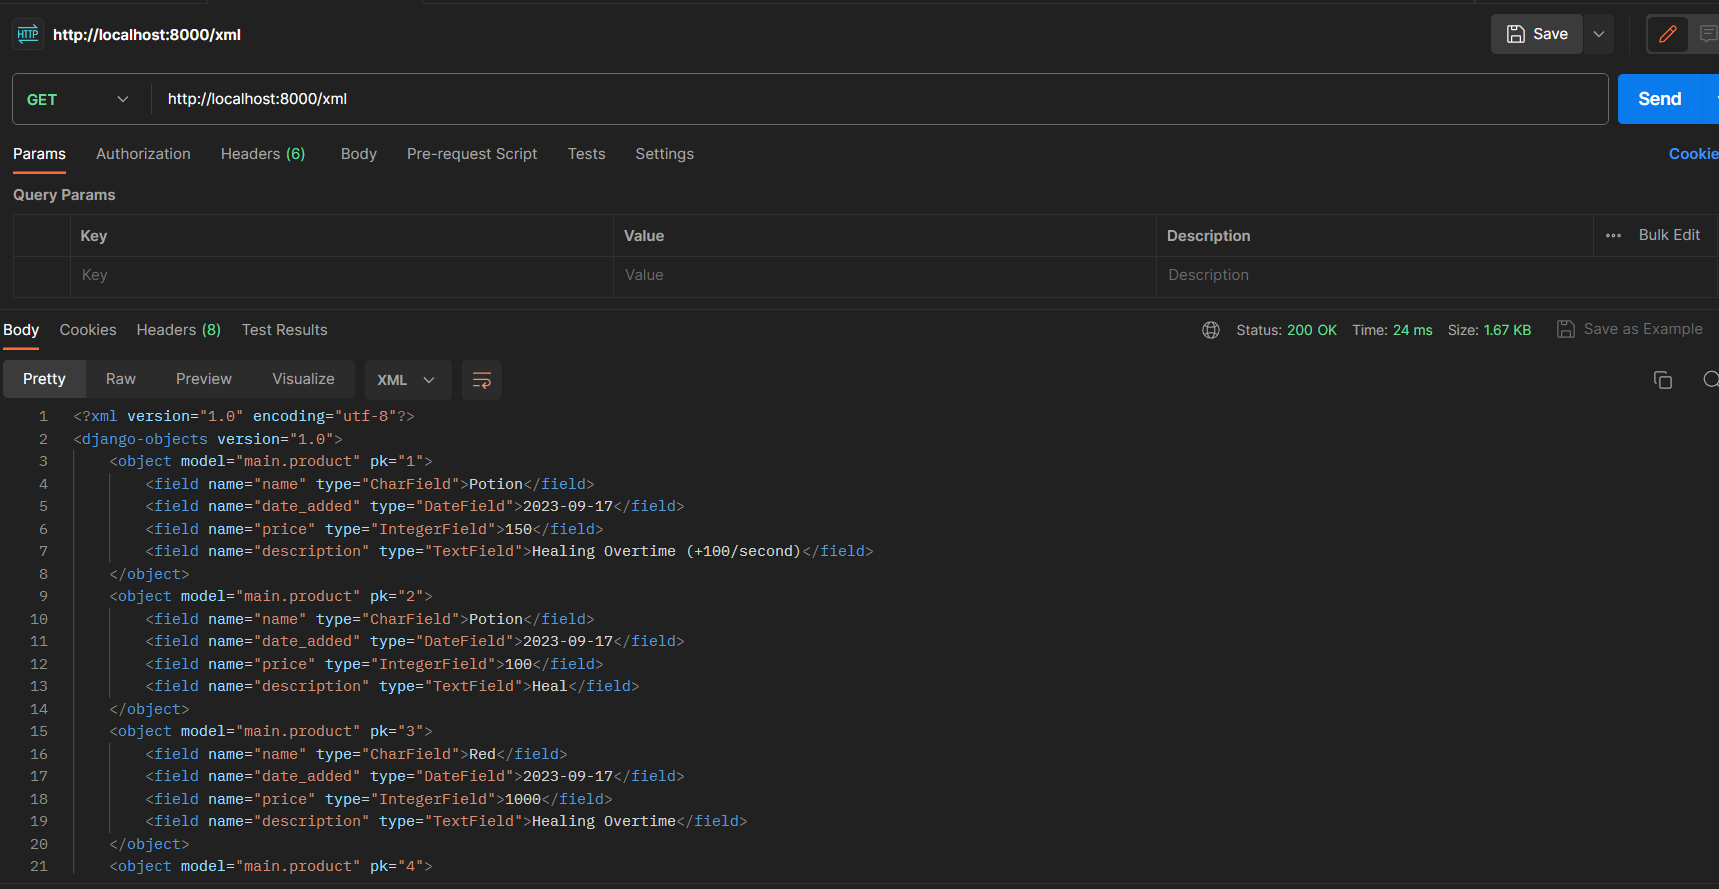 HTTP http://localhost:8000/xml Save
GET http://localhost:8000/xml Send
Params Authorization Headers (6) Body Pre-request Script Tests Settings Cookie
Query Params
Key Value Description ••• Bulk Edit
Key Value Description
Body Cookies Headers (8) Test Results Status: 200 OK Time: 24 ms Size: 1.67 KB Save as Example
Pretty Raw Preview Visualize XML
1 <?xml version="1.0" encoding="utf-8"?>
2 <django-objects version="1.0">
3 <object model="main.product" pk="1">
4 <field name="name" type="CharField">Potion</field>
5 <field name="date_added" type="DateField">2023-09-17</field>
6 <field name="price" type="IntegerField">150</field>
7 <field name="description" type="TextField">Healing Overtime (+100/second)</field>
8 </object>
9 <object model="main.product" pk="2">
10 <field name="name" type="CharField">Potion</field>
11 <field name="date_added" type="DateField">2023-09-17</field>
12 <field name="price" type="IntegerField">100</field>
13 <field name="description" type="TextField">Heal</field>
14 </object>
15 <object model="main.product" pk="3">
16 <field name="name" type="CharField">Red</field>
17 <field name="date_added" type="DateField">2023-09-17</field>
18 <field name="price" type="IntegerField">1000</field>
19 <field name="description" type="TextField">Healing Overtime</field>
20 </object>
21 <object model="main.product" pk="4">